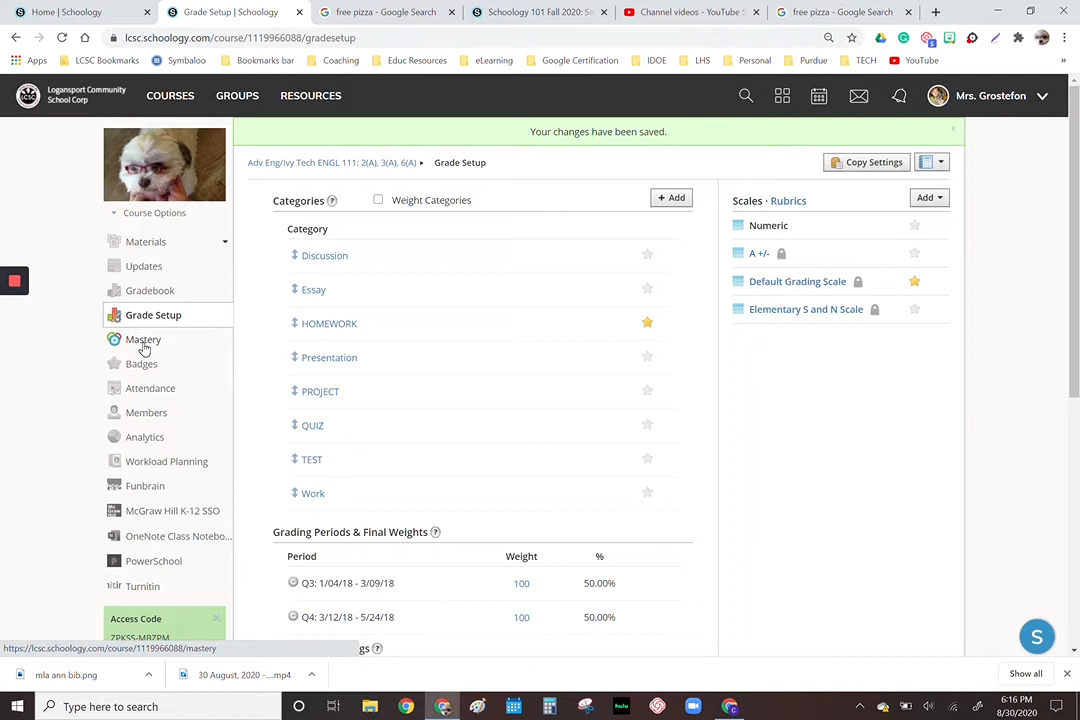 Home | Schoology
Grade Setup | Schoology
free pizza - Google Search
Schoology 101 Fall 2020: Se
Channel videos - YouTube S
free pizza - Google Search
lcsc.schoology.com/course/1119966088/gradesetup
Apps
LCSC Bookmarks
Symbaloo
Bookmarks bar
Coaching
Educ Resources
eLearning
Google Certification
IDOE
LHS
Personal
Purdue
TECH
YouTube
Logansport Community
School Corp
COURSES
GROUPS
RESOURCES
Mrs. Grostefon
Your changes have been saved.
Adv Eng/Ivy Tech ENGL 111: 2(A), 3(A), 6(A) ▸ Grade Setup
Copy Settings
Course Options
Materials
Updates
Gradebook
Grade Setup
Mastery
Badges
Attendance
Members
Analytics
Workload Planning
Funbrain
McGraw Hill K-12 SSO
OneNote Class Notebo...
PowerSchool
Turnitin
Access Code
ZPKSS-MBZPM
Categories ?
Weight Categories
+ Add
Category
Discussion
Essay
HOMEWORK
Presentation
PROJECT
QUIZ
TEST
Work
Grading Periods & Final Weights ?
Period Weight %
Q3: 1/04/18 - 3/09/18 100 50.00%
Q4: 3/12/18 - 5/24/18 100 50.00%
gs ?
Scales · Rubrics
Add
Numeric
A +/-
Default Grading Scale
Elementary S and N Scale
S
https://lcsc.schoology.com/course/1119966088/mastery
mla ann bib.png
30 August, 2020 -....mp4
Show all
Type here to search
hulu
6:16 PM
8/30/2020